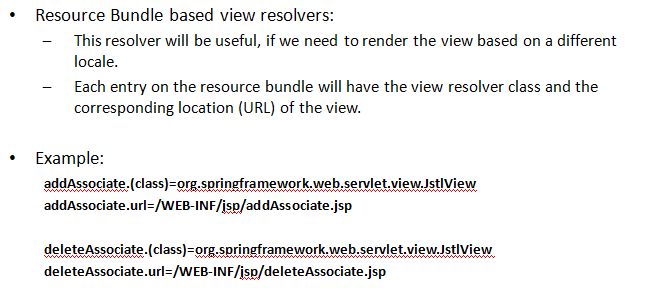 • Resource Bundle based view resolvers:
– This resolver will be useful, if we need to render the view based on a different
locale.
– Each entry on the resource bundle will have the view resolver class and the
corresponding location (URL) of the view.
• Example:
addAssociate.(class)=org.springframework.web.servlet.view.JstlView
addAssociate.url=/WEB-INF/jsp/addAssociate.jsp
deleteAssociate.(class)=org.springframework.web.servlet.view.JstlView
deleteAssociate.url=/WEB-INF/jsp/deleteAssociate.jsp